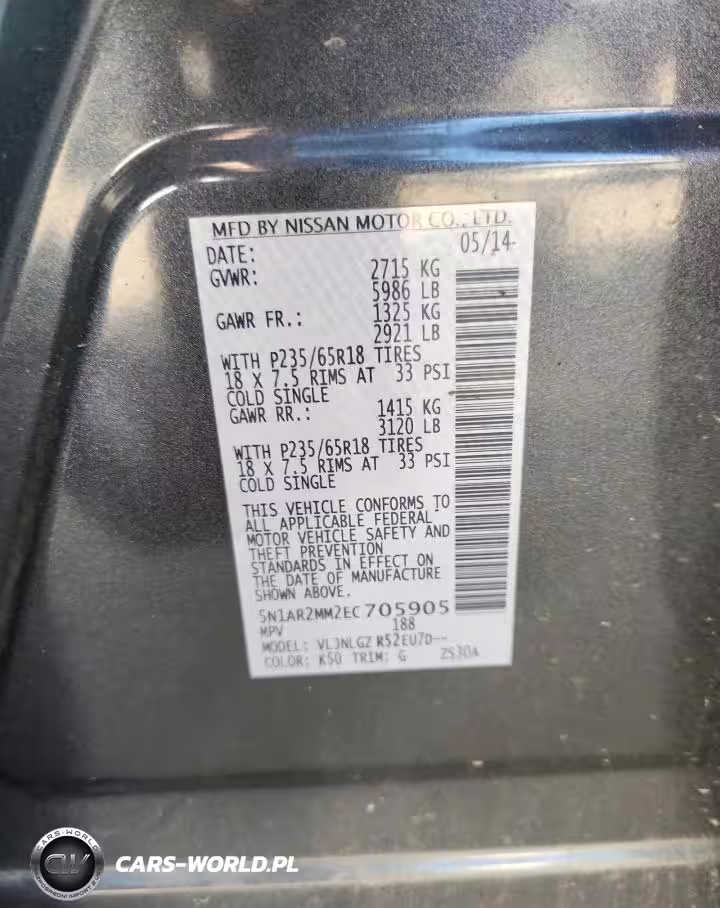 MFD BY NISSAN MOTOR CO., LTD.
DATE: 05/14
GVWR: 2715 KG
5986 LB
GAWR FR.: 1325 KG
2921 LB
WITH P235/65R18 TIRES
18 X 7.5 RIMS AT 33 PSI
COLD SINGLE
GAWR RR.: 1415 KG
3120 LB
WITH P235/65R18 TIRES
18 X 7.5 RIMS AT 33 PSI
COLD SINGLE
THIS VEHICLE CONFORMS TO
ALL APPLICABLE FEDERAL
MOTOR VEHICLE SAFETY AND
THEFT PREVENTION
STANDARDS IN EFFECT ON
THE DATE OF MANUFACTURE
SHOWN ABOVE.
5N1AR2MM2EC705905
MPV 188
MODEL: VLJNLGZ R52EU7D--
COLOR: K50 TRIM: G 2530A
CARS-WORLD
CW
CARS-WORLD.PL